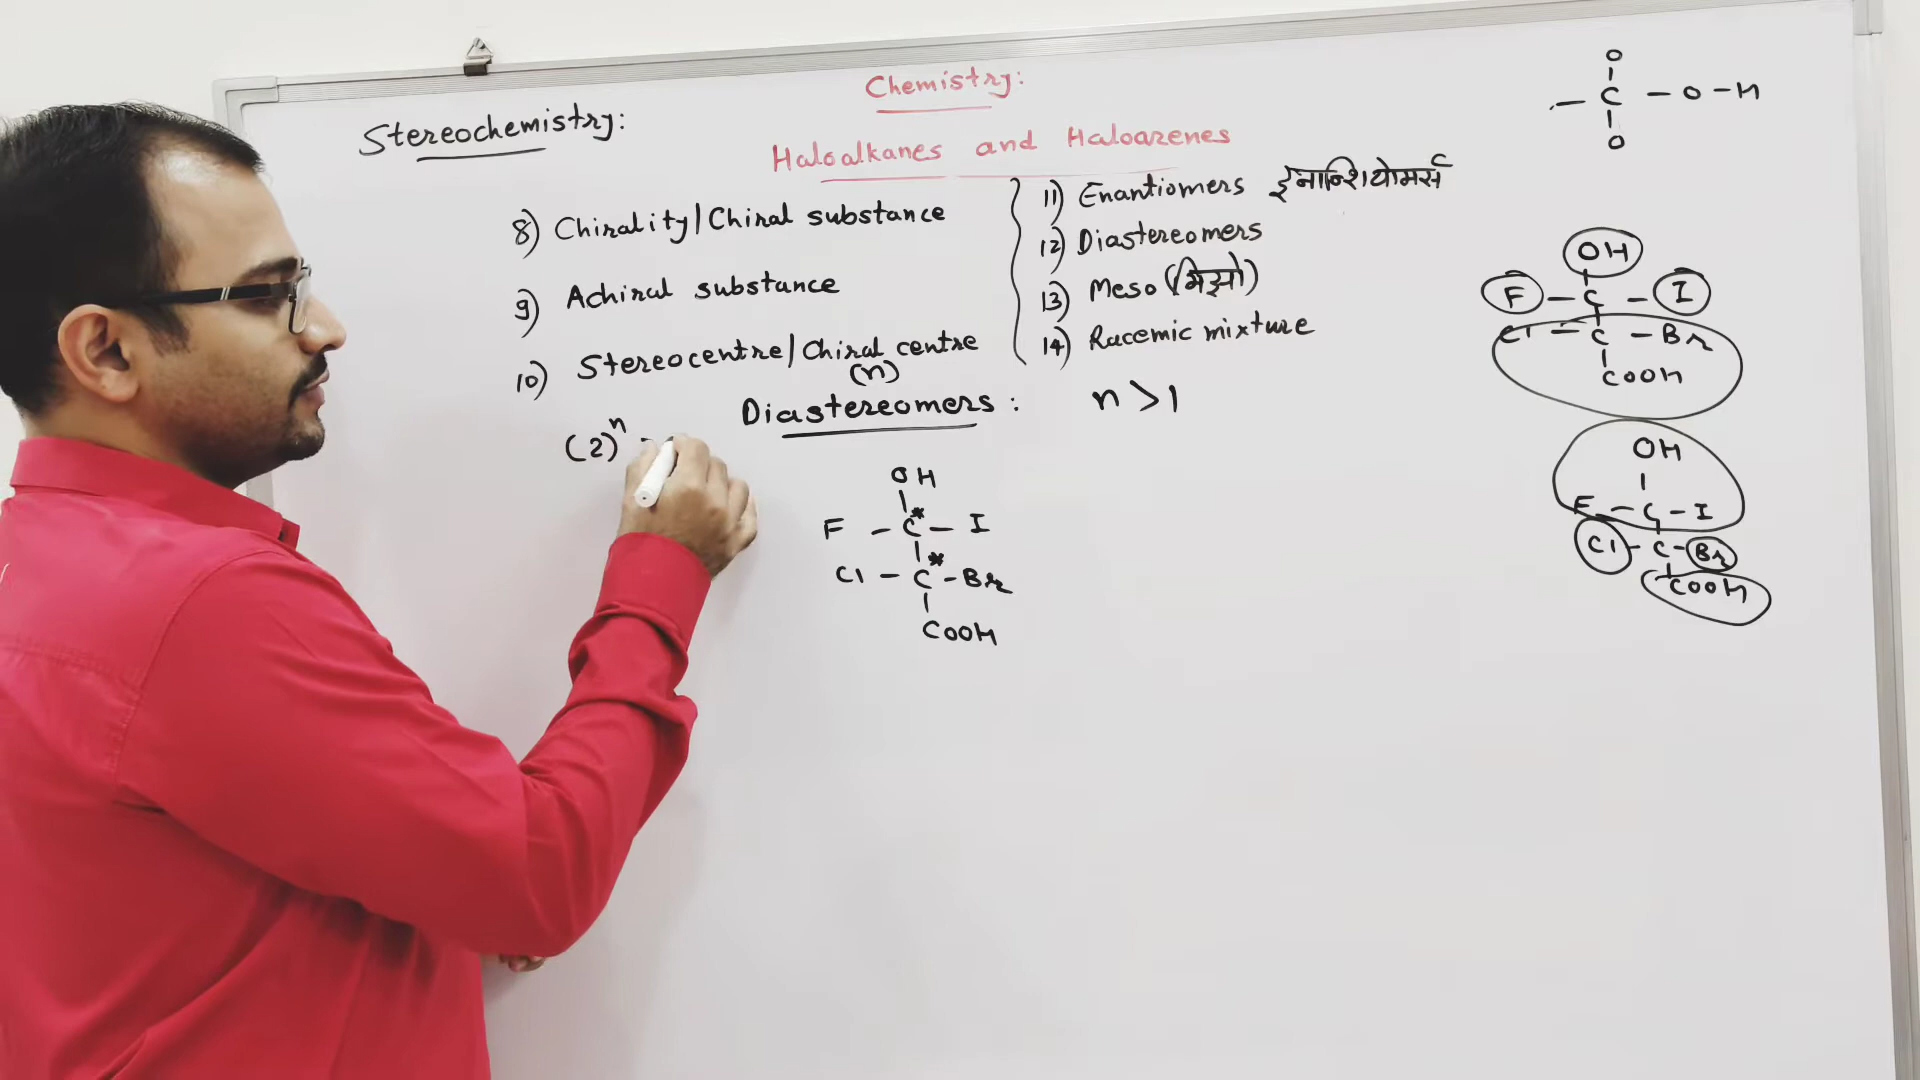 Chemistry:
Stereochemistry:
Haloalkanes and Haloarenes
8) Chirality/Chiral substance
9) Achiral substance
10) Stereocentre/Chiral centre
(n)
11) Enantiomers इनान्शियोमर्स
12) Diastereomers
13) Meso (मिझो)
14) Racemic mixture
Diastereomers: n > 1
(2)ⁿ
OH
F - C* - I
Cl - C* - Br
COOH
O
- C - O - H
O
OH
F - C - I
Cl - C - Br
COOH
OH
F - C - I
Cl - C - Br
COOH